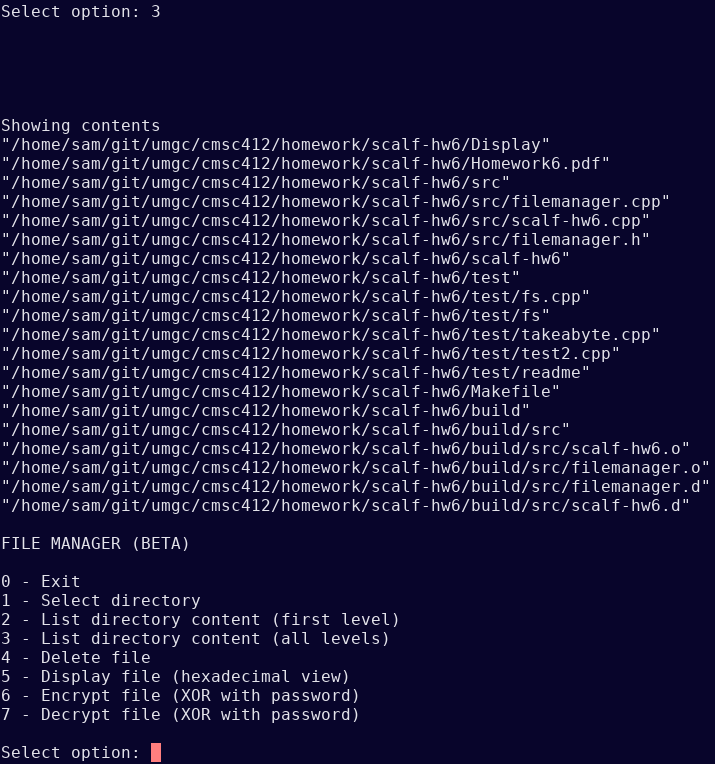 Select option: 3
Showing contents
"/home/sam/git/umgc/cmsc412/homework/scalf-hw6/Display"
"/home/sam/git/umgc/cmsc412/homework/scalf-hw6/Homework6.pdf"
"/home/sam/git/umgc/cmsc412/homework/scalf-hw6/src"
"/home/sam/git/umgc/cmsc412/homework/scalf-hw6/src/filemanager.cpp"
"/home/sam/git/umgc/cmsc412/homework/scalf-hw6/src/scalf-hw6.cpp"
"/home/sam/git/umgc/cmsc412/homework/scalf-hw6/src/filemanager.h"
"/home/sam/git/umgc/cmsc412/homework/scalf-hw6/scalf-hw6"
"/home/sam/git/umgc/cmsc412/homework/scalf-hw6/test"
"/home/sam/git/umgc/cmsc412/homework/scalf-hw6/test/fs.cpp"
"/home/sam/git/umgc/cmsc412/homework/scalf-hw6/test/fs"
"/home/sam/git/umgc/cmsc412/homework/scalf-hw6/test/takeabyte.cpp"
"/home/sam/git/umgc/cmsc412/homework/scalf-hw6/test/test2.cpp"
"/home/sam/git/umgc/cmsc412/homework/scalf-hw6/test/readme"
"/home/sam/git/umgc/cmsc412/homework/scalf-hw6/Makefile"
"/home/sam/git/umgc/cmsc412/homework/scalf-hw6/build"
"/home/sam/git/umgc/cmsc412/homework/scalf-hw6/build/src"
"/home/sam/git/umgc/cmsc412/homework/scalf-hw6/build/src/scalf-hw6.o"
"/home/sam/git/umgc/cmsc412/homework/scalf-hw6/build/src/filemanager.o"
"/home/sam/git/umgc/cmsc412/homework/scalf-hw6/build/src/filemanager.d"
"/home/sam/git/umgc/cmsc412/homework/scalf-hw6/build/src/scalf-hw6.d"
FILE MANAGER (BETA)
0 - Exit
1 - Select directory
2 - List directory content (first level)
3 - List directory content (all levels)
4 - Delete file
5 - Display file (hexadecimal view)
6 - Encrypt file (XOR with password)
7 - Decrypt file (XOR with password)
Select option: